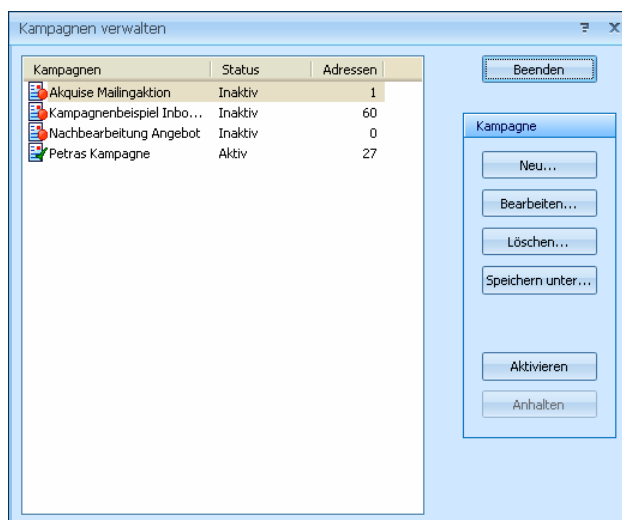 Kampagnen verwalten
Kampagnen Status Adressen
Akquise Mailingaktion Inaktiv 1
Kampagnenbeispiel Inbo... Inaktiv 60
Nachbearbeitung Angebot Inaktiv 0
Petras Kampagne Aktiv 27
Beenden
Kampagne
Neu...
Bearbeiten...
Löschen...
Speichern unter...
Aktivieren
Anhalten